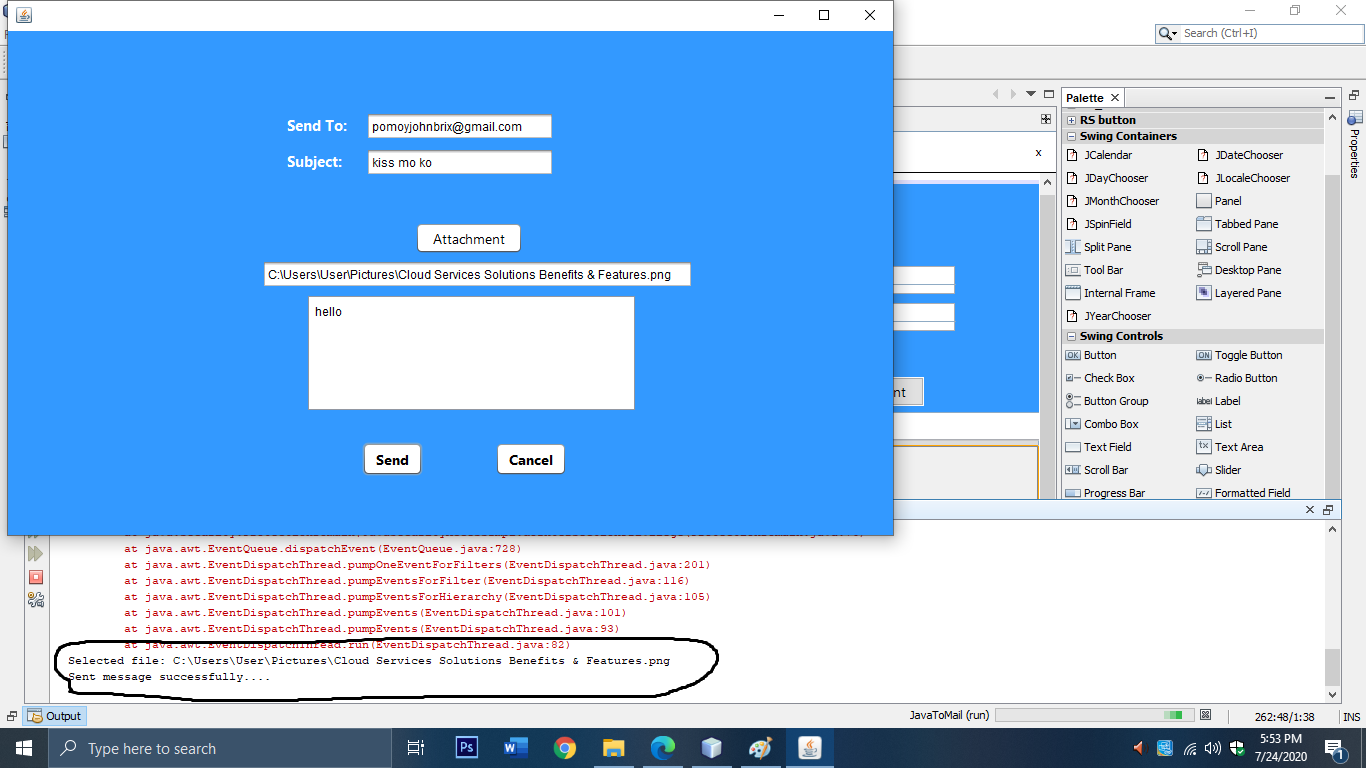 Search (Ctrl+I)
Send To:
pomoyjohnbrix@gmail.com
Subject:
kiss mo ko
Attachment
C:\Users\User\Pictures\Cloud Services Solutions Benefits & Features.png
hello
Send
Cancel
x
nt
Palette
RS button
Swing Containers
JCalendar
JDateChooser
JDayChooser
JLocaleChooser
JMonthChooser
Panel
JSpinField
Tabbed Pane
Split Pane
Scroll Pane
Tool Bar
Desktop Pane
Internal Frame
Layered Pane
JYearChooser
Swing Controls
OK Button
ON Toggle Button
Check Box
Radio Button
Button Group
label Label
Combo Box
List
Text Field
Text Area
Scroll Bar
Slider
Progress Bar
Formatted Field
Properties
at java.awt.EventQueue.dispatchEvent(EventQueue.java:728)
at java.awt.EventDispatchThread.pumpOneEventForFilters(EventDispatchThread.java:201)
at java.awt.EventDispatchThread.pumpEventsForFilter(EventDispatchThread.java:116)
at java.awt.EventDispatchThread.pumpEventsForHierarchy(EventDispatchThread.java:105)
at java.awt.EventDispatchThread.pumpEvents(EventDispatchThread.java:101)
at java.awt.EventDispatchThread.pumpEvents(EventDispatchThread.java:93)
at java.awt.EventDispatchThread.run(EventDispatchThread.java:82)
Selected file: C:\Users\User\Pictures\Cloud Services Solutions Benefits & Features.png
Sent message successfully....
Output
JavaToMail (run)
262:48/1:38
INS
Type here to search
Ps
5:53 PM
7/24/2020
1